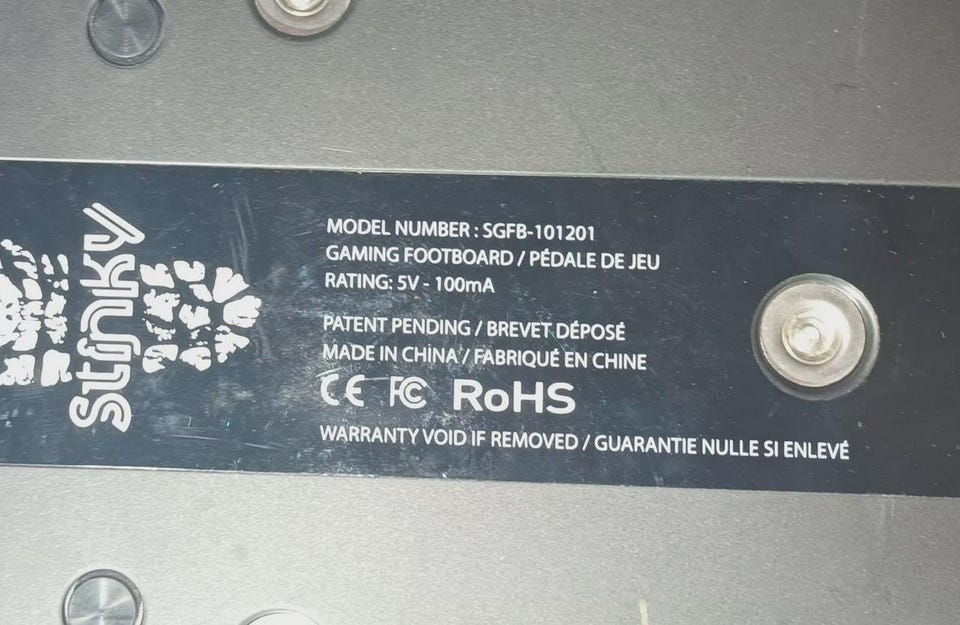 stinky
MODEL NUMBER : SGFB-101201
GAMING FOOTBOARD / PÉDALE DE JEU
RATING: 5V - 100mA
PATENT PENDING / BREVET DÉPOSÉ
MADE IN CHINA / FABRIQUÉ EN CHINE
CE FC RoHS
WARRANTY VOID IF REMOVED / GUARANTIE NULLE SI ENLEVÉ